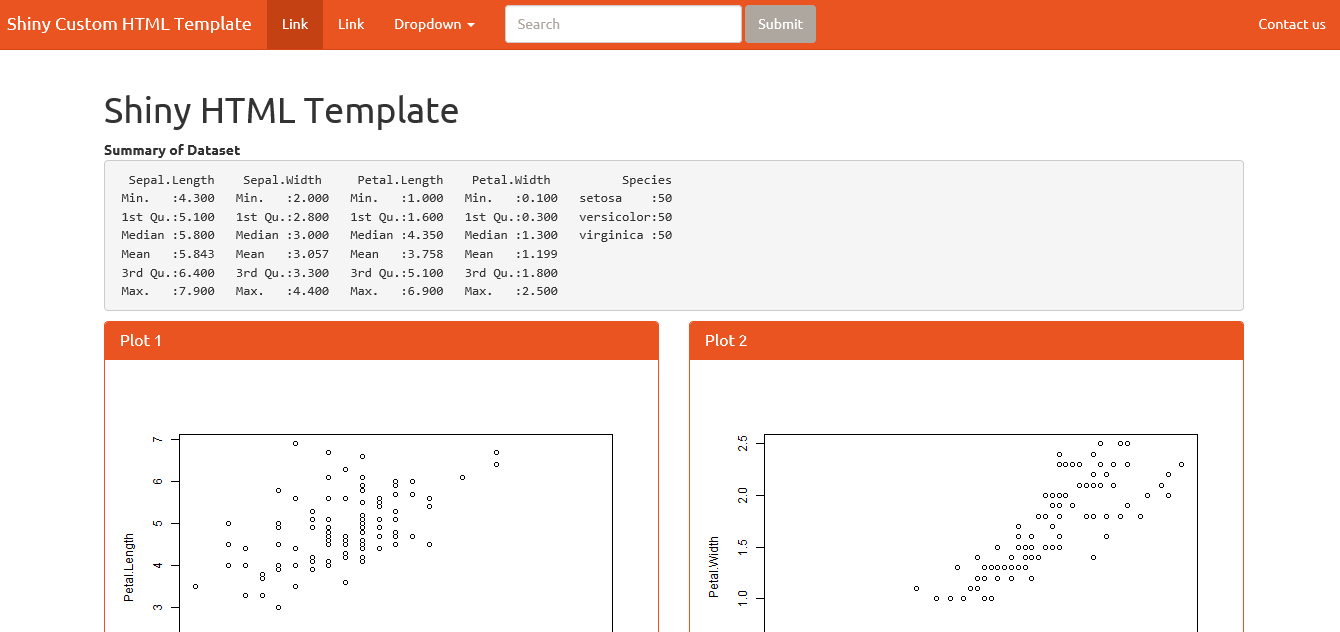 Shiny Custom HTML Template Link Link Dropdown Search Submit Contact us
Shiny HTML Template
Summary of Dataset
Sepal.Length Sepal.Width Petal.Length Petal.Width Species
Min. :4.300 Min. :2.000 Min. :1.000 Min. :0.100 setosa :50
1st Qu.:5.100 1st Qu.:2.800 1st Qu.:1.600 1st Qu.:0.300 versicolor:50
Median :5.800 Median :3.000 Median :4.350 Median :1.300 virginica :50
Mean :5.843 Mean :3.057 Mean :3.758 Mean :1.199
3rd Qu.:6.400 3rd Qu.:3.300 3rd Qu.:5.100 3rd Qu.:1.800
Max. :7.900 Max. :4.400 Max. :6.900 Max. :2.500
Plot 1
7
6
5
4
3
Petal.Length
Plot 2
2.5
2.0
1.5
1.0
Petal.Width